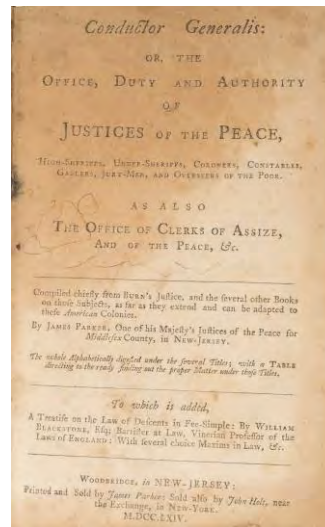 Conductor Generalis:
OR, THE
OFFICE, DUTY AND AUTHORITY
OF
JUSTICES OF THE PEACE,
HIGH-SHERIFFS, UNDER-SHERIFFS, CORONERS, CONSTABLES,
GAOLERS, JURY-MEN, AND OVERSEERS OF THE POOR.
AS ALSO
THE OFFICE OF CLERKS OF ASSIZE,
AND OF THE PEACE, &c.
Compiled chiefly from BURN's Justice, and the several other Books
on those Subjects, as far as they extend and can be adapted to
these American Colonies.
By JAMES PARKER, One of his Majesty's Justices of the Peace for
Middlesex County, in NEW-JERSEY.
The whole Alphabetically digested under the several Titles; with a TABLE
directing to the ready finding out the proper Matter under those Titles.
To which is added,
A Treatise on the Law of Descents in Fee-Simple: By WILLIAM
BLACKSTONE, Esq; Barrister at Law, Vinerian Professor of the
LAWS OF ENGLAND: With several choice Maxims in Law, &c.
WOODBRIDGE, in NEW-JERSEY:
Printed and Sold by James Parker: Sold also by John Holt, near
the Exchange, in NEW-YORK.
M.DCC.LXIV.